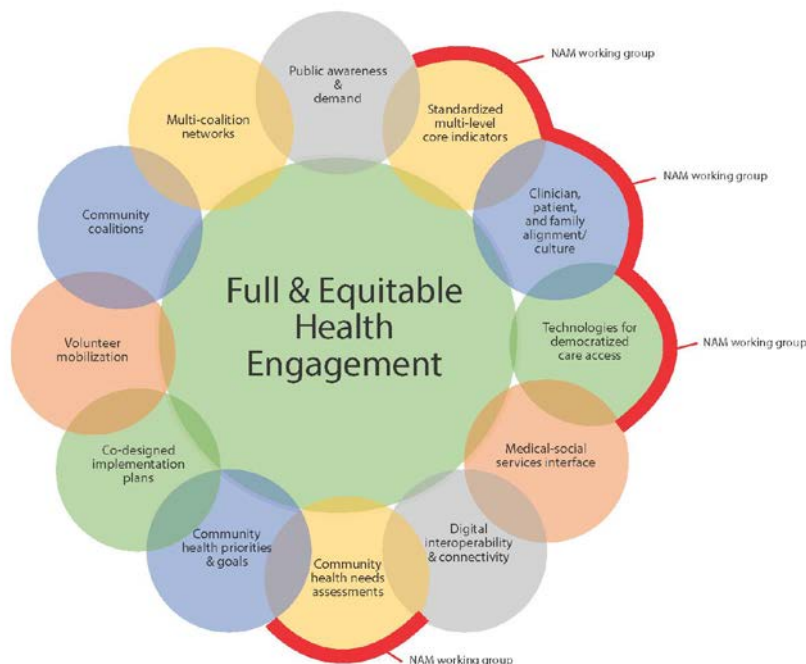 Public awareness
&
demand
NAM working group
Standardized
multi-level
core indicators
NAM working group
Clinician,
patient,
and family
alignment/
culture
Technologies for
democratized
care access
NAM working group
Medical-social
services interface
Digital
interoperability
& connectivity
Community
health needs
assessments
NAM working group
Community
health priorities
& goals
Co-designed
implementation
plans
Volunteer
mobilization
Community
coalitions
Multi-coalition
networks
Full & Equitable
Health
Engagement